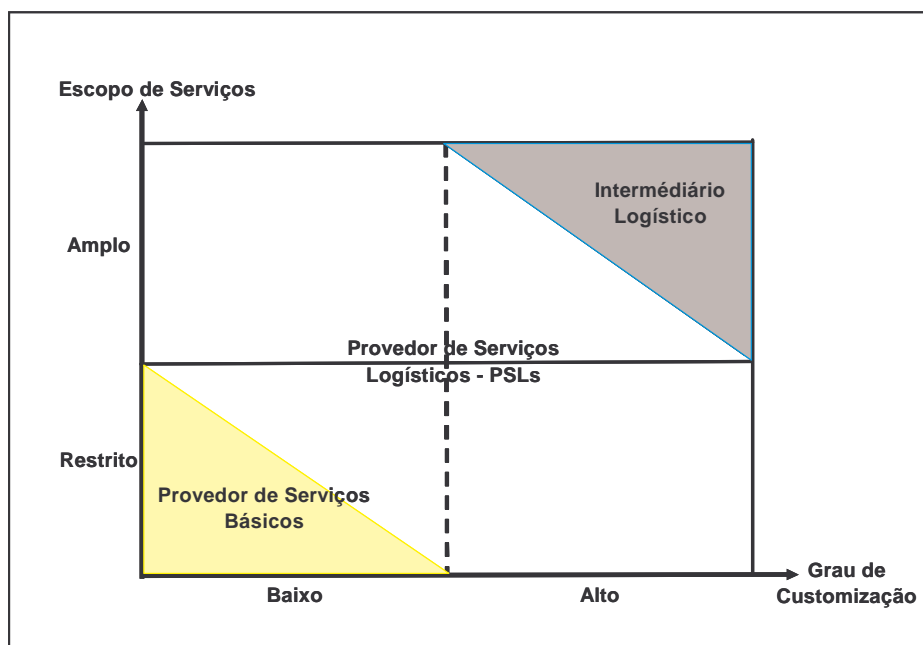 Escopo de Serviços
Intermédiário
Logístico
Amplo
Provedor de Serviços
Logísticos - PSLs
Restrito
Provedor de Serviços
Básicos
Baixo
Alto
Grau de
Customização